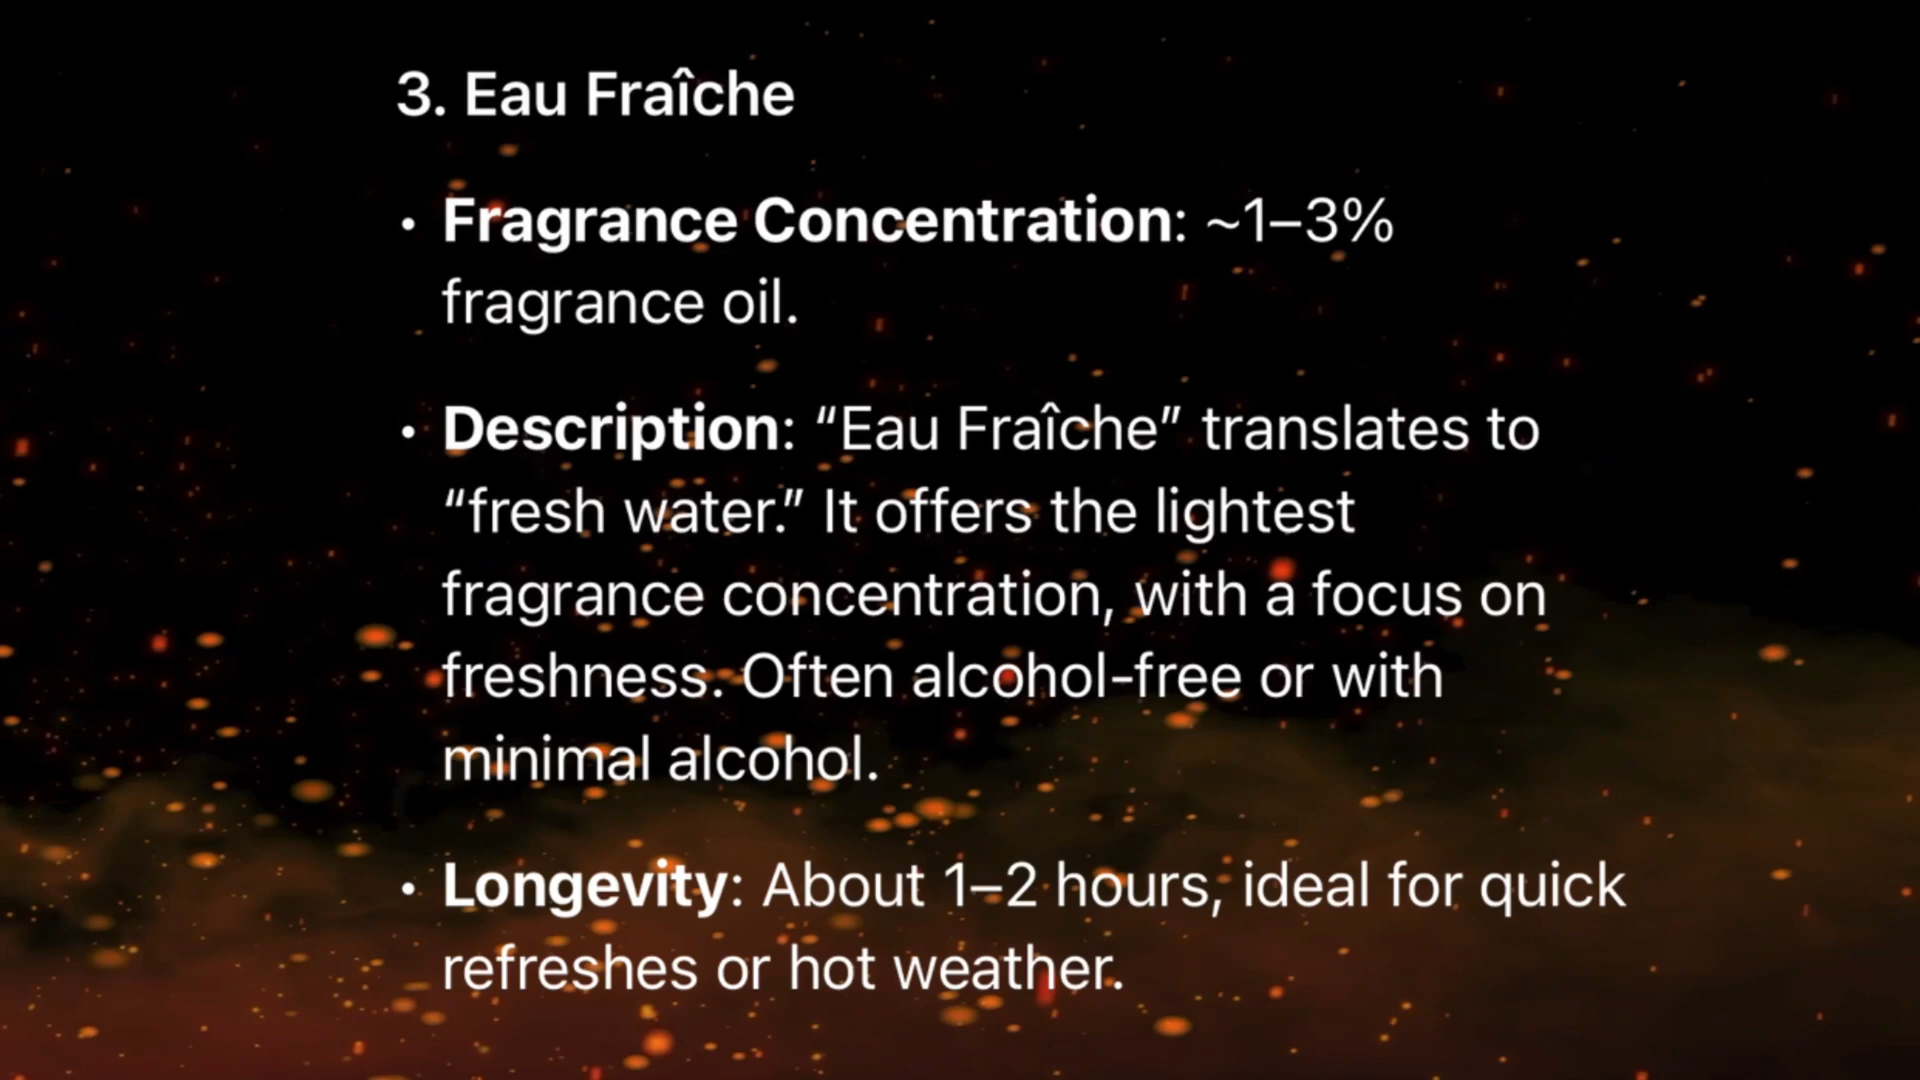 3. Eau Fraîche
• Fragrance Concentration: ~1–3%
fragrance oil.
• Description: “Eau Fraîche” translates to
“fresh water.” It offers the lightest
fragrance concentration, with a focus on
freshness. Often alcohol-free or with
minimal alcohol.
• Longevity: About 1–2 hours, ideal for quick
refreshes or hot weather.